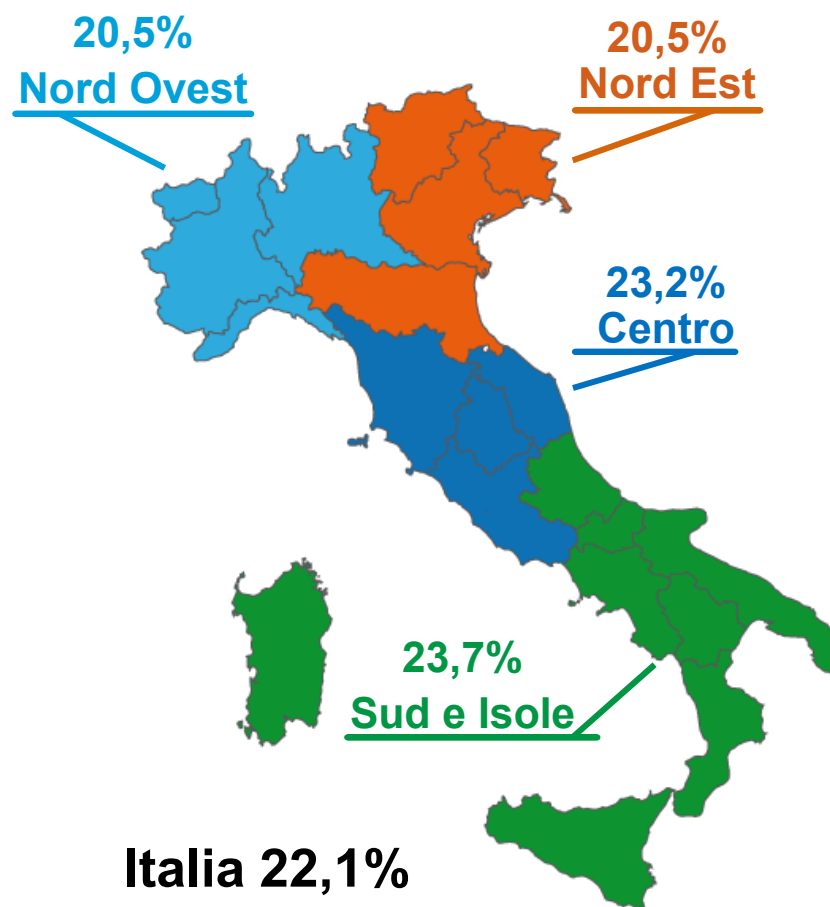 20,5%
Nord Ovest
20,5%
Nord Est
23,2%
Centro
23,7%
Sud e Isole
Italia 22,1%